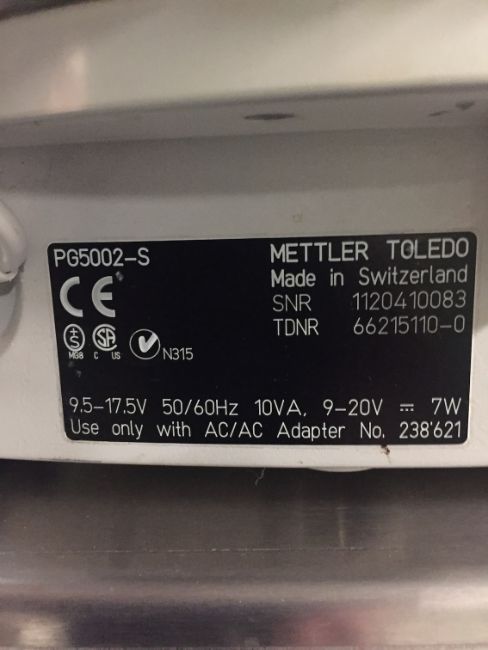 PG5002-S
METTLER TOLEDO
Made in Switzerland
SNR 1120410083
TDNR 66215110-0
CE
S
MGB
SA
C US
N315
9.5-17.5V 50/60Hz 10VA, 9-20V ⎓ 7W
Use only with AC/AC Adapter No. 238'621